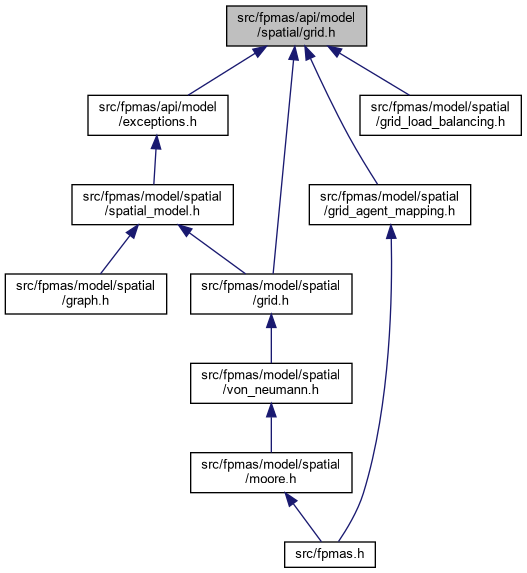 src/fpmas/api/model
/spatial/grid.h
src/fpmas/api/model
/exceptions.h
src/fpmas/model/spatial
/grid_load_balancing.h
src/fpmas/model/spatial
/spatial_model.h
src/fpmas/model/spatial
/grid_agent_mapping.h
src/fpmas/model/spatial
/graph.h
src/fpmas/model/spatial
/grid.h
src/fpmas/model/spatial
/von_neumann.h
src/fpmas/model/spatial
/moore.h
src/fpmas.h